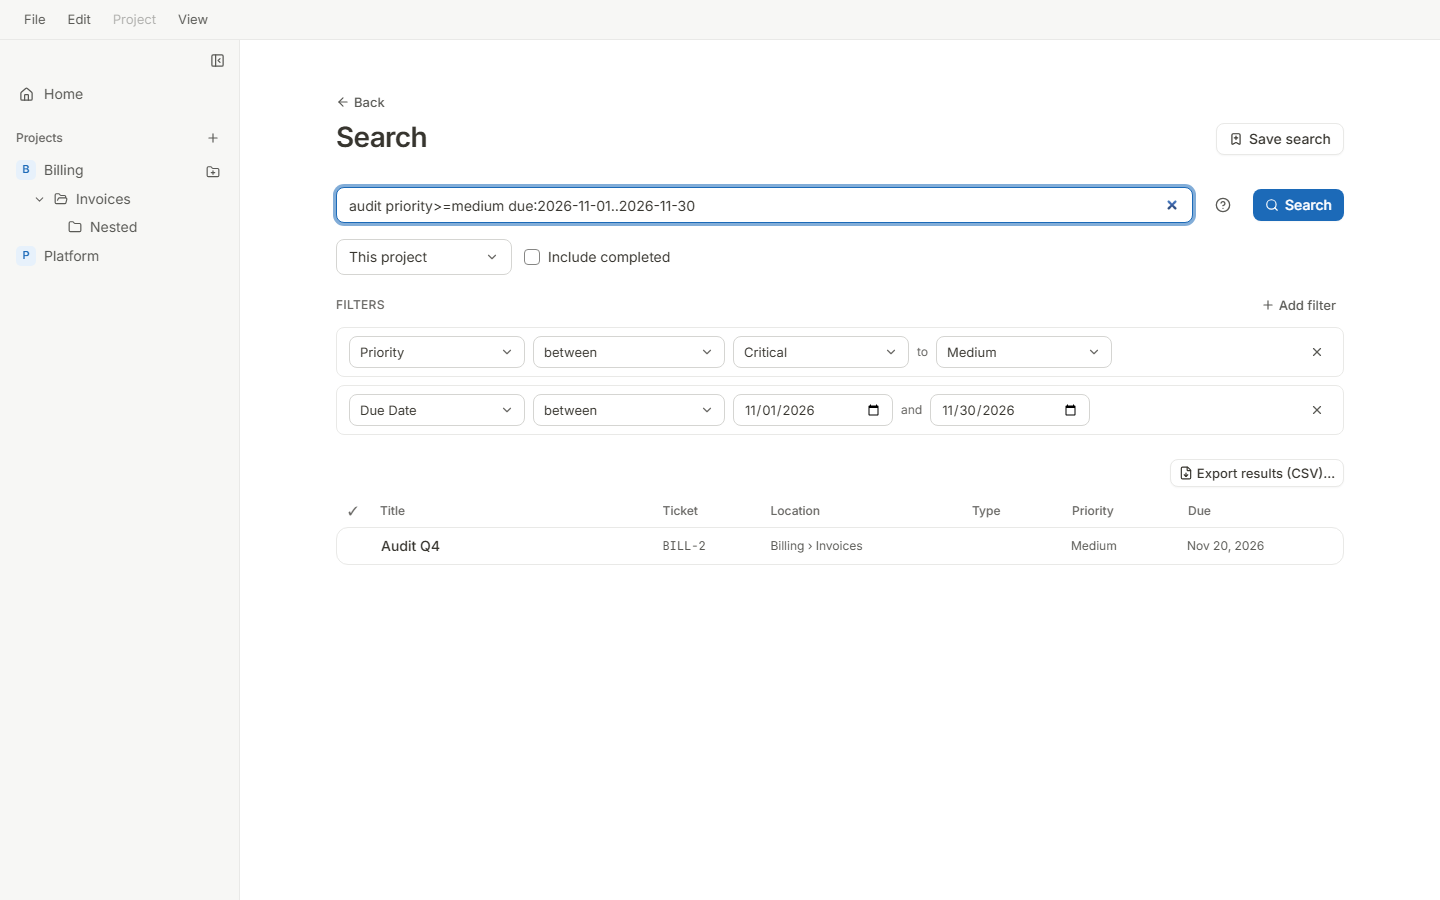 File Edit Project View
Home
Projects
B Billing
Invoices
Nested
P Platform
Back
Search
Save search
audit priority>=medium due:2026-11-01..2026-11-30
Search
This project
Include completed
FILTERS
Add filter
Priority between Critical to Medium
Due Date between 11/01/2026 and 11/30/2026
Export results (CSV)...
✓ Title Ticket Location Type Priority Due
Audit Q4 BILL-2 Billing › Invoices Medium Nov 20, 2026